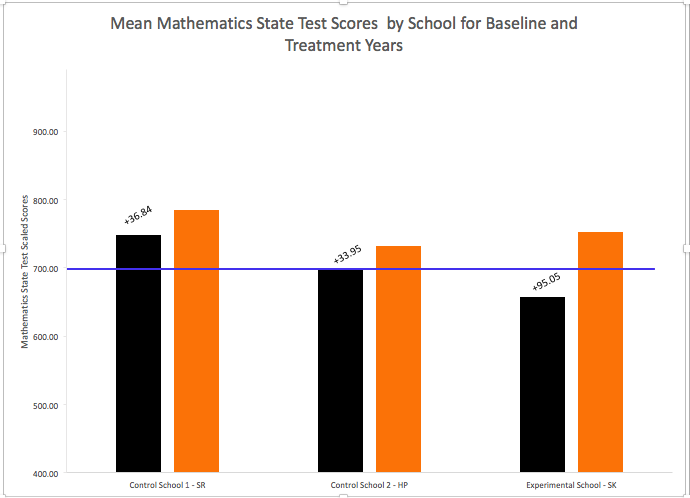 Mean Mathematics State Test Scores  by School for Baseline and
Treatment Years
Mathematics State Test Scaled Scores
900.00
800.00
700.00
600.00
500.00
400.00
+36.84
+33.95
+95.05
Control School 1 - SR
Control School 2 - HP
Experimental School - SK